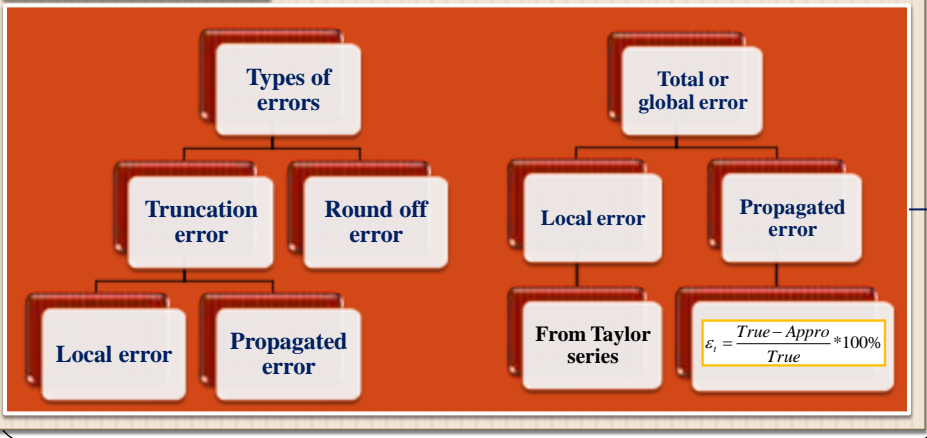 Types of
errors
Truncation
error
Round off
error
Local error
Propagated
error
Total or
global error
Local error
Propagated
error
From Taylor
series
ε_t = (True − Appro)/True *100%